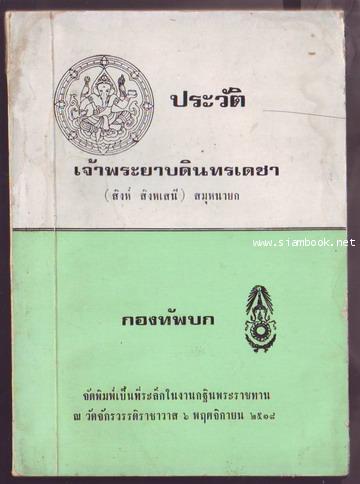 ประวัติ
เจ้าพระยาบดินทรเดชา
(สิงห์ สิงหเสนี) สมุหนายก
www.siambook.net
กองทัพบก
จัดพิมพ์เป็นที่ระลึกในงานกฐินพระราชทาน
ณ วัดจักรวรรดิราชาวาส ๖ พฤศจิกายน ๒๕๑๘